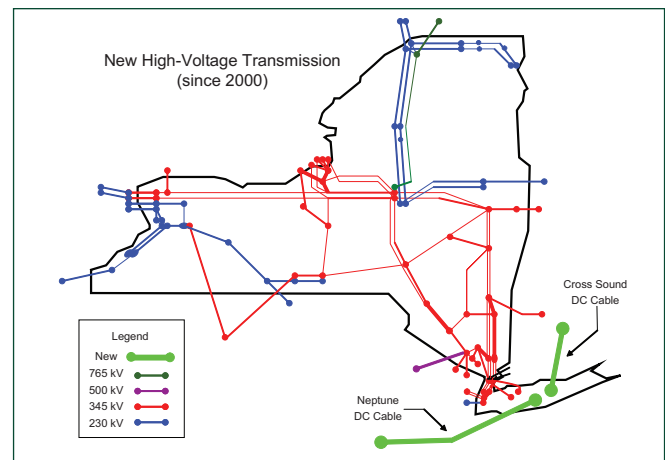 New High-Voltage Transmission
(since 2000)
Cross Sound
DC Cable
Legend
New
765 kV
500 kV
345 kV
230 kV
Neptune
DC Cable